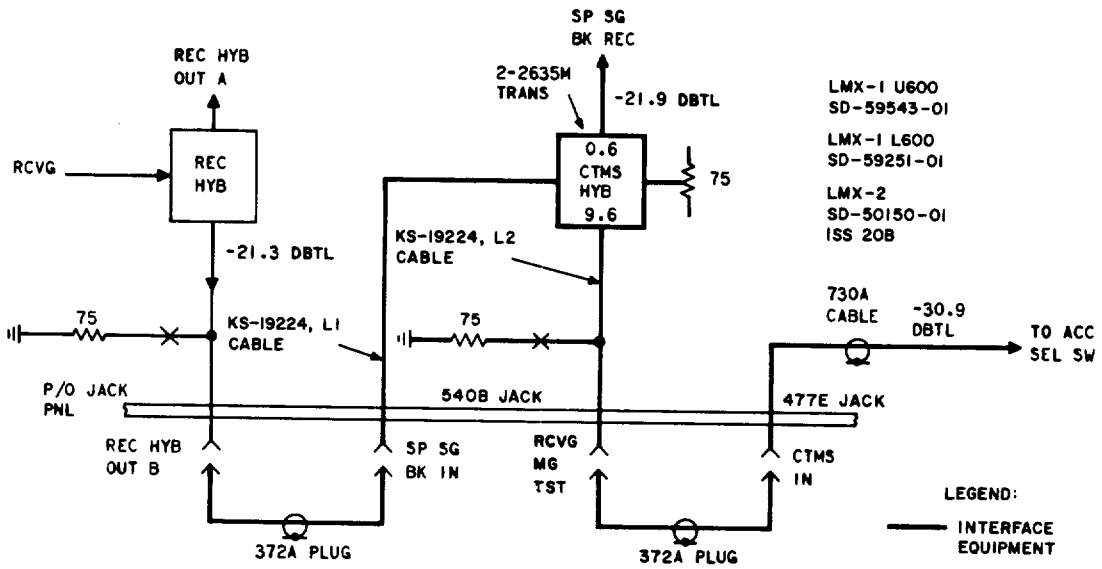 SP SG
BK REC
REC HYB
OUT A
2-2635M
TRANS
-21.9 DBTL
LMX-1 U600
SD-59543-01
LMX-1 L600
SD-59251-01
LMX-2
SD-50150-01
ISS 20B
RCVG
REC
HYB
0.6
CTMS
HYB
9.6
75
-21.3 DBTL
KS-19224, L2
CABLE
730A
CABLE
-30.9
DBTL
75
KS-19224, L1
CABLE
75
TO ACC
SEL SW
P/O JACK
PNL
540B JACK
477E JACK
REC HYB
OUT B
SP SG
BK IN
RCVG
MG
TST
CTMS
IN
372A PLUG
372A PLUG
LEGEND:
INTERFACE
EQUIPMENT